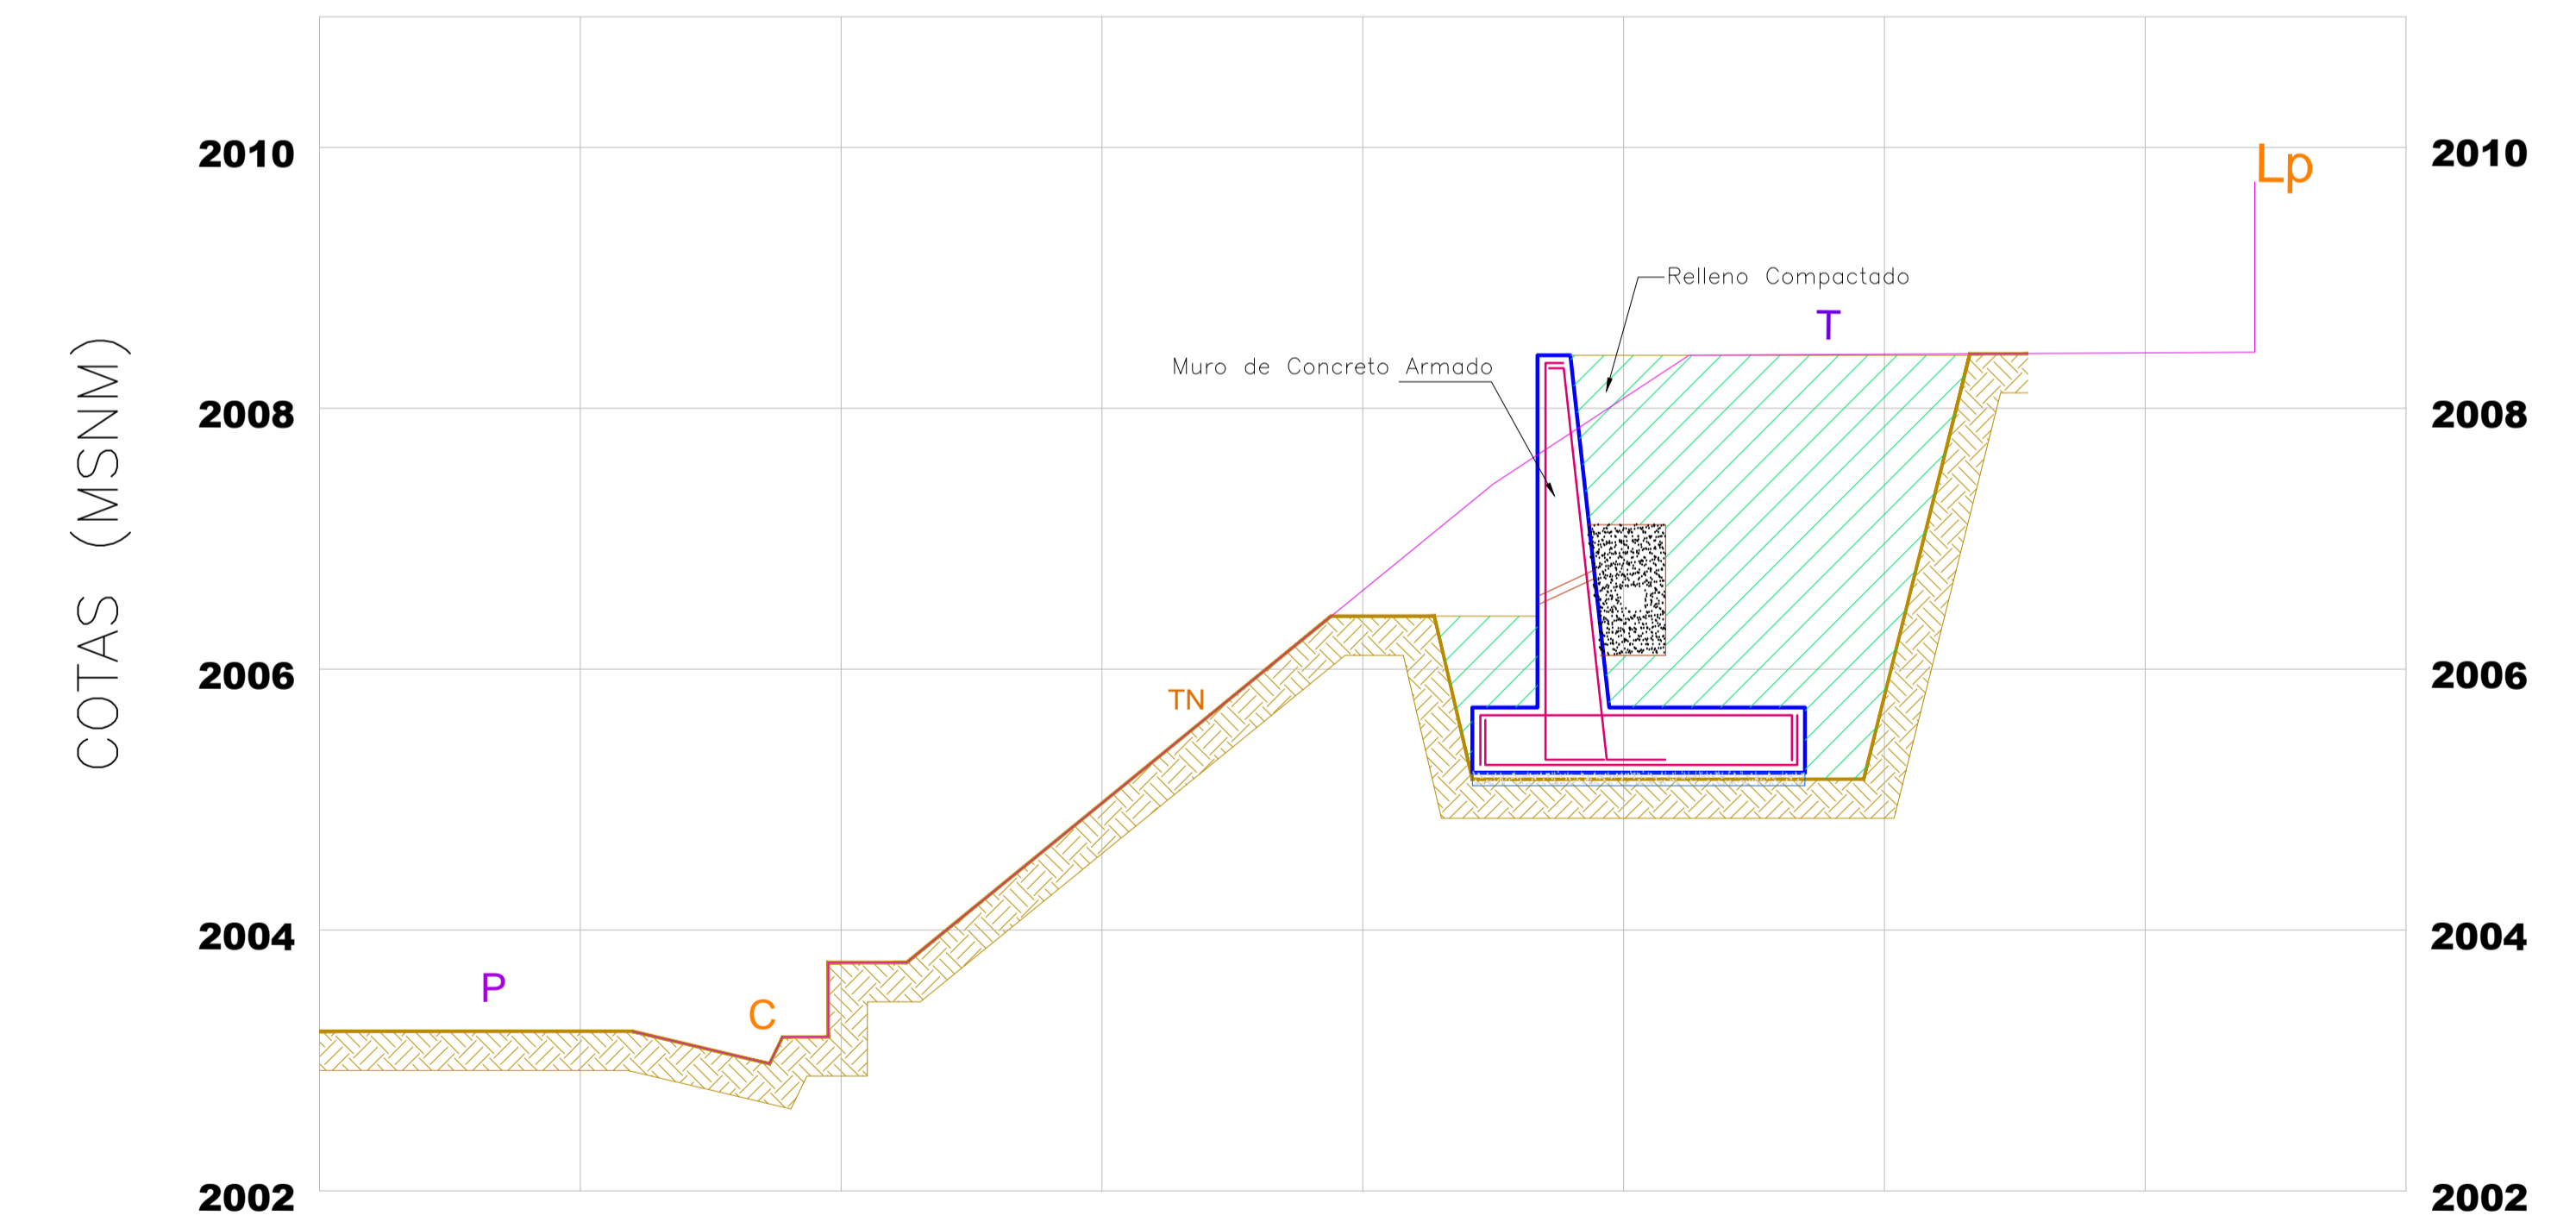 2010
2010
Lp
Relleno Compactado
T
Muro de Concreto Armado
COTAS (MSNM)
2008
2008
2006
2006
TN
2004
2004
P
C
2002
2002